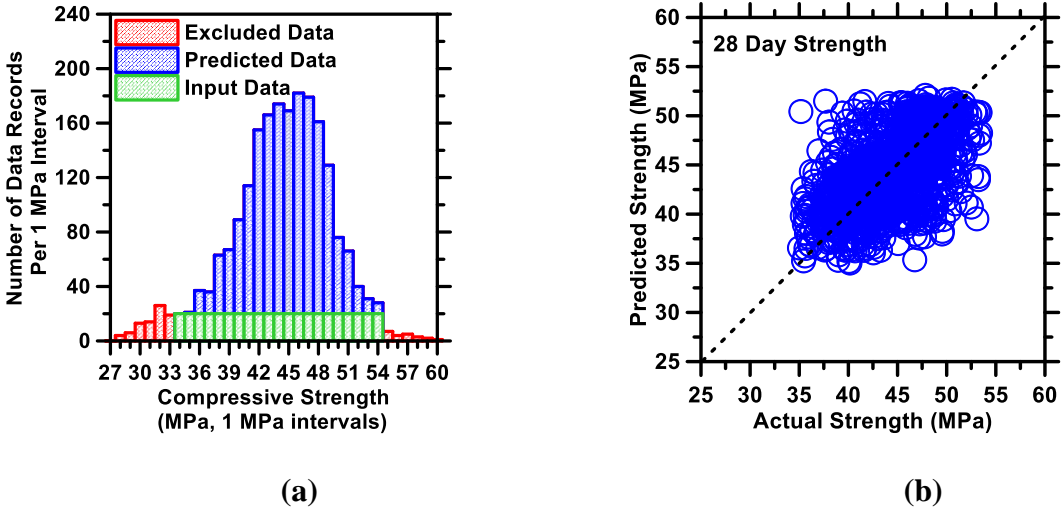 240
200
160
120
80
40
0
Number of Data Records
Per 1 MPa Interval
Excluded Data
Predicted Data
Input Data
27 30 33 36 39 42 45 48 51 54 57 60
Compressive Strength
(MPa, 1 MPa intervals)
(a)
60
55
50
45
40
35
30
25
Predicted Strength (MPa)
28 Day Strength
25 30 35 40 45 50 55 60
Actual Strength (MPa)
(b)